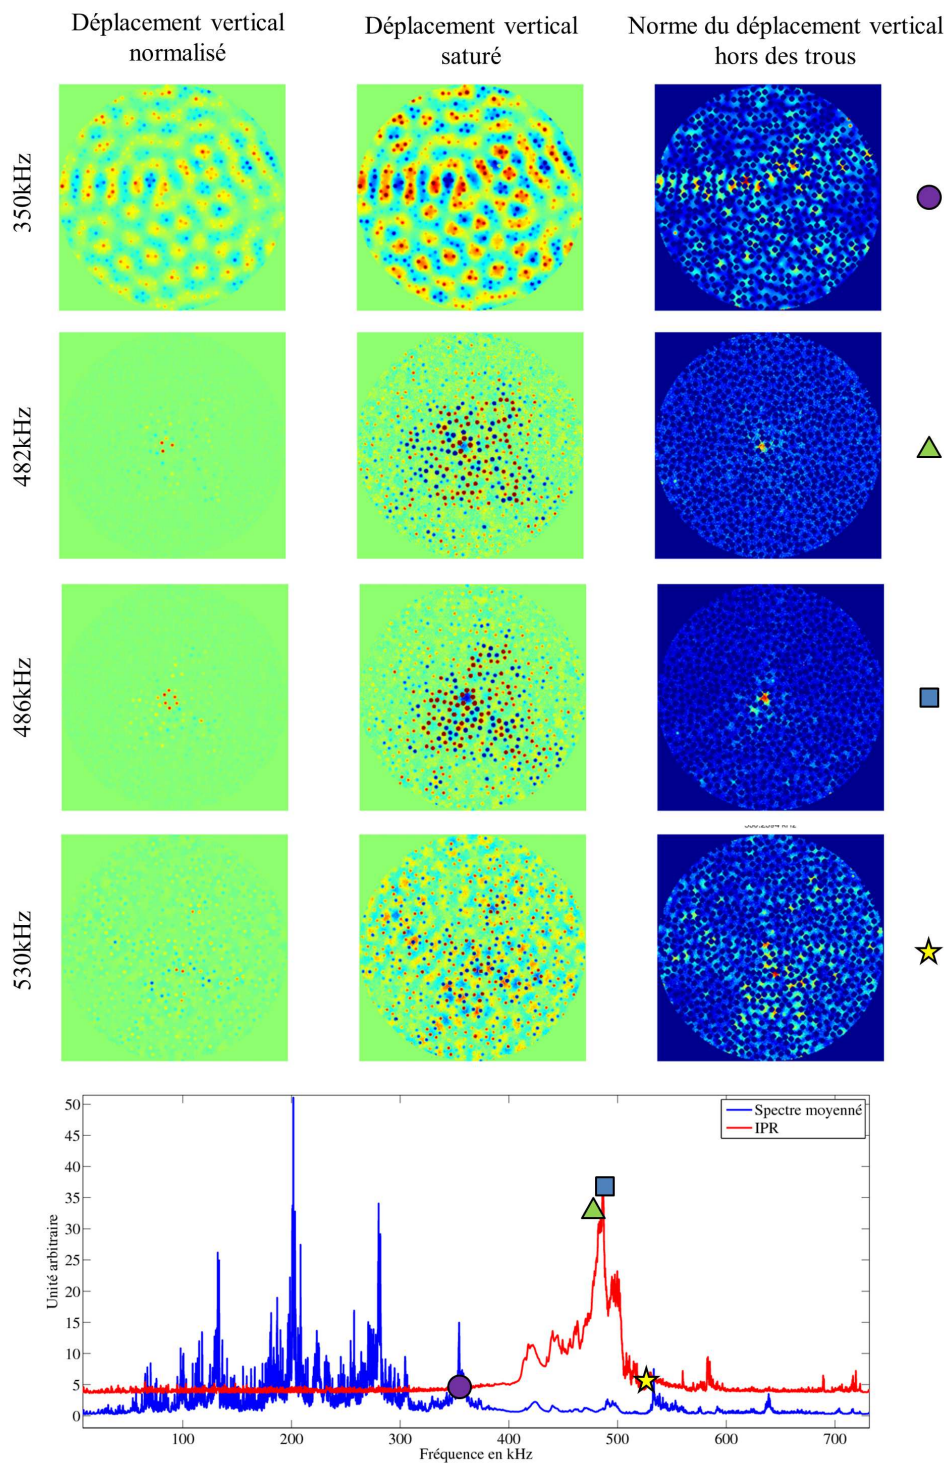 Déplacement vertical
normalisé
Déplacement vertical
saturé
Norme du déplacement vertical
hors des trous
350kHz
482kHz
486kHz
530kHz
50
45
40
35
30
25
20
15
10
5
0
Unité arbitraire
Spectre moyenné
IPR
100 200 300 400 500 600 700
Fréquence en kHz